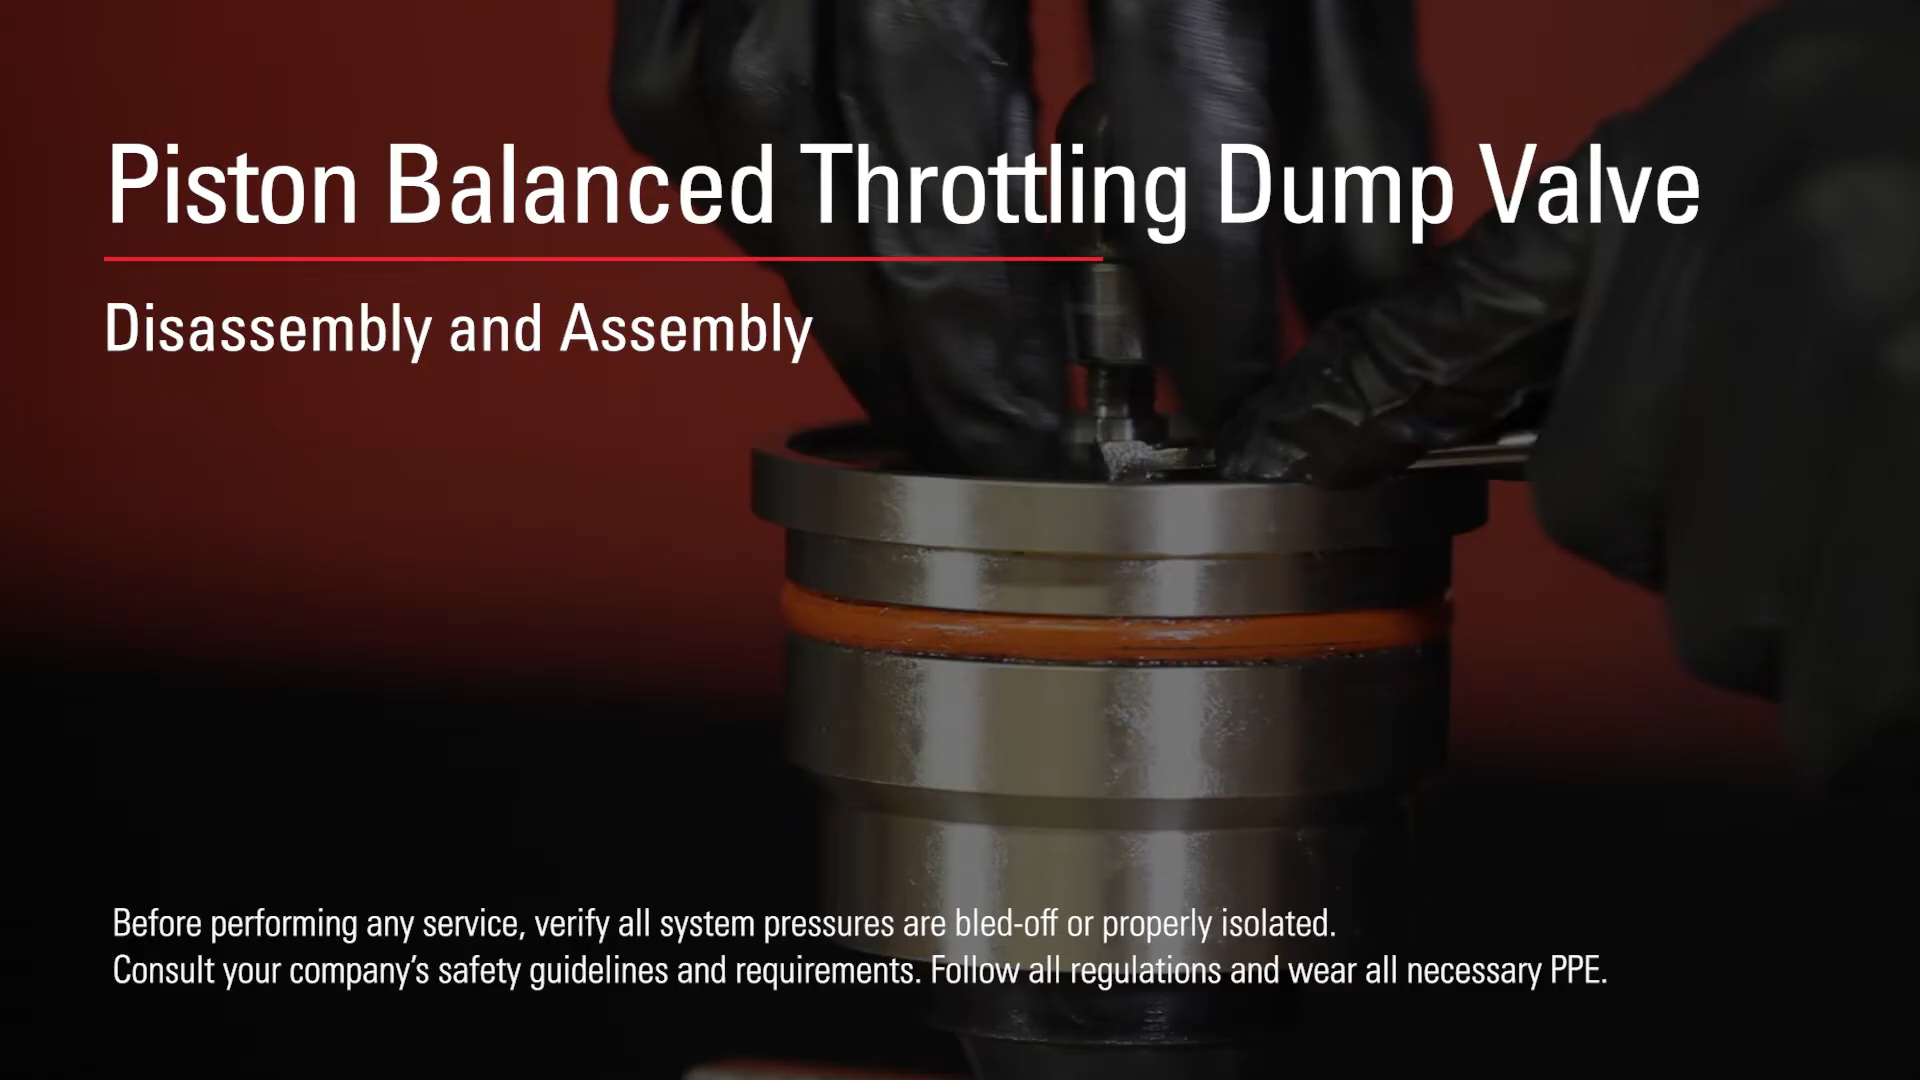 Piston Balanced Throttling Dump Valve
Disassembly and Assembly
Before performing any service, verify all system pressures are bled-off or properly isolated.
Consult your company’s safety guidelines and requirements. Follow all regulations and wear all necessary PPE.